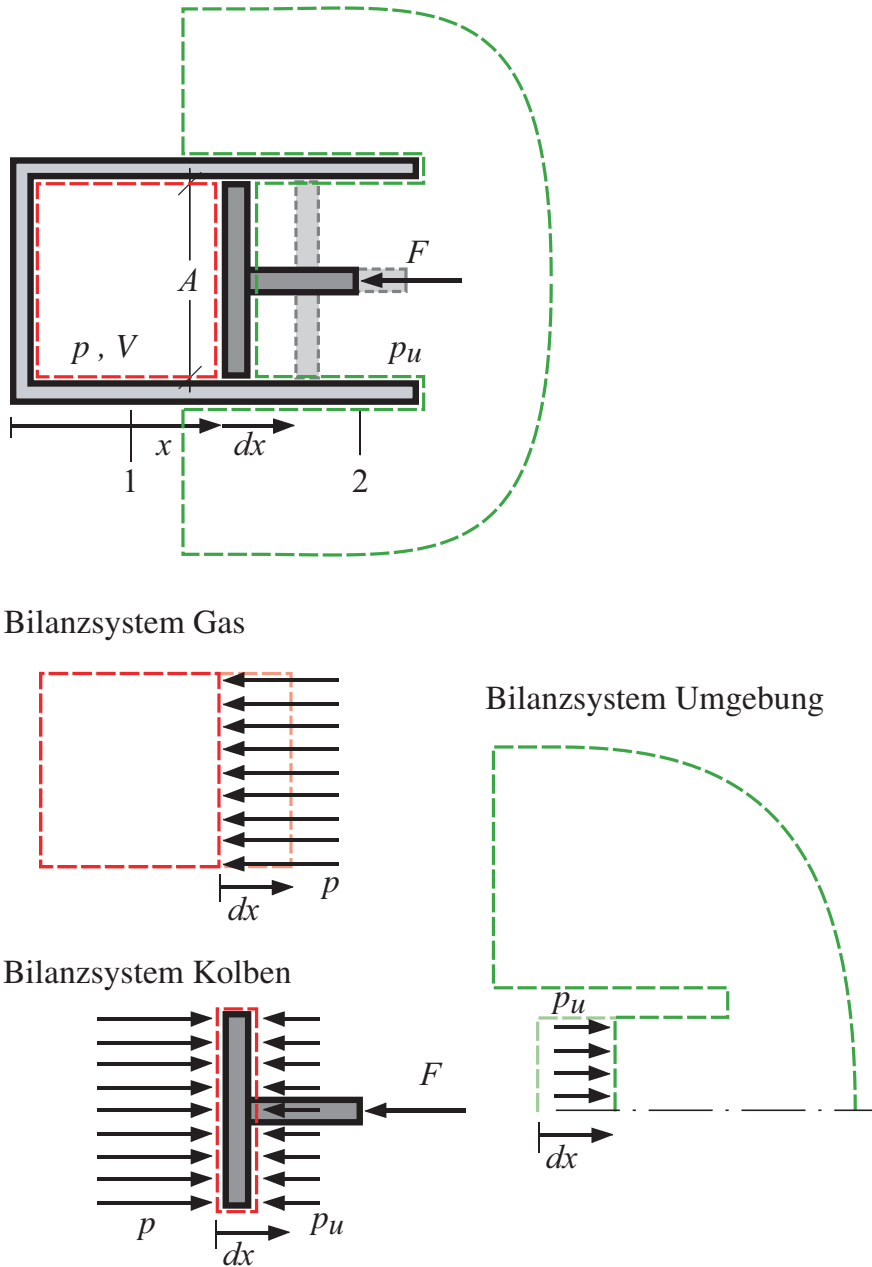 F
A
p , V
p_u
x
dx
1
2
Bilanzsystem Gas
dx
p
Bilanzsystem Umgebung
p_u
dx
Bilanzsystem Kolben
F
p
p_u
dx